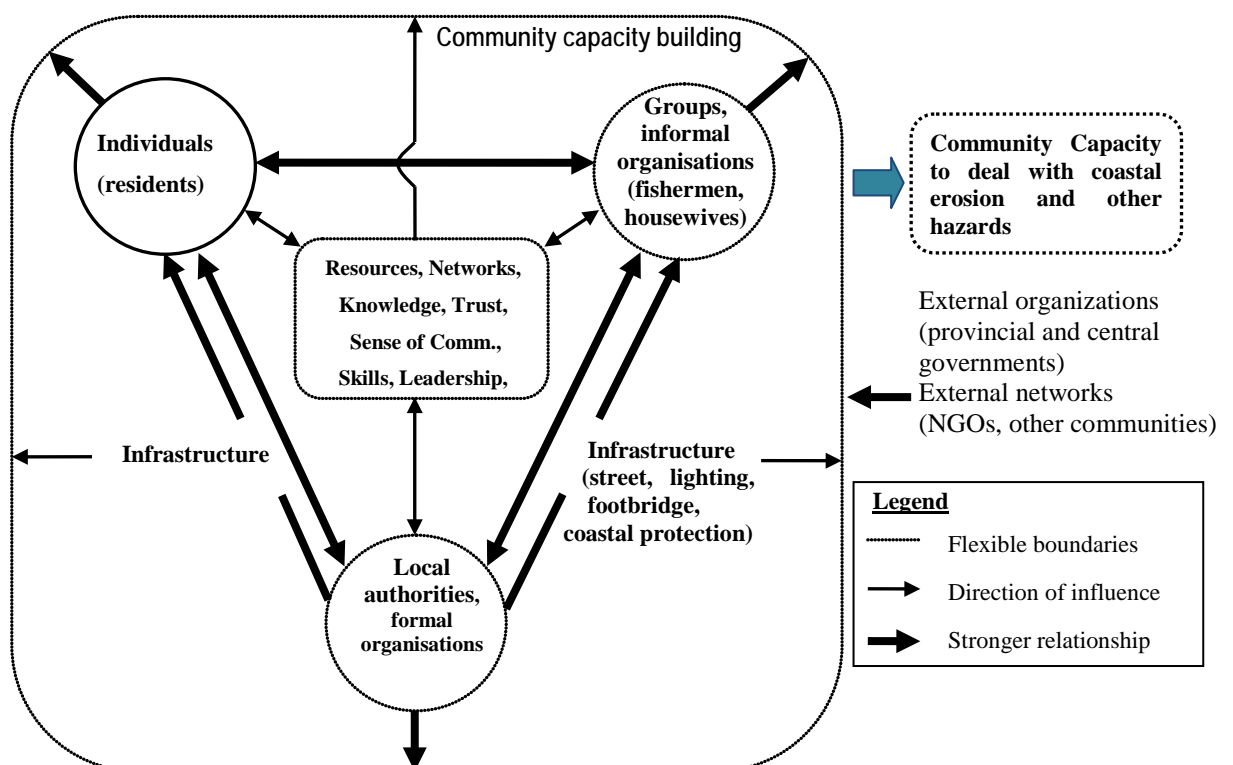 Community capacity building
Individuals
(residents)
Groups,
informal
organisations
(fishermen,
housewives)
Community Capacity
to deal with coastal
erosion and other
hazards
Resources, Networks,
Knowledge, Trust,
Sense of Comm.,
Skills, Leadership,
External organizations
(provincial and central
governments)
External networks
(NGOs, other communities)
Infrastructure
Infrastructure
(street, lighting,
footbridge,
coastal protection)
Local
authorities,
formal
organisations
Legend
Flexible boundaries
Direction of influence
Stronger relationship